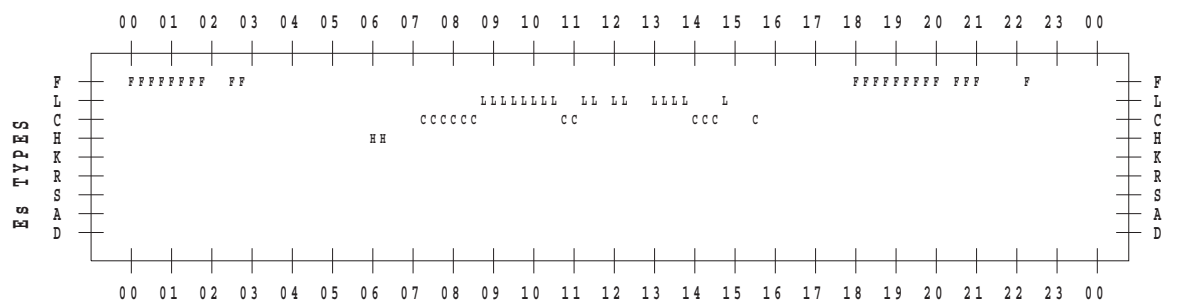 00 01 02 03 04 05 06 07 08 09 10 11 12 13 14 15 16 17 18 19 20 21 22 23 00
F FFFFFFFF FF FFFFFFFFF FFF F F
L LLLLLLLL LL LL LLLL L L
C CCCCCC CC CCC C C
H HH H
K K
R R
S S
A A
D D
Es TYPES
00 01 02 03 04 05 06 07 08 09 10 11 12 13 14 15 16 17 18 19 20 21 22 23 00